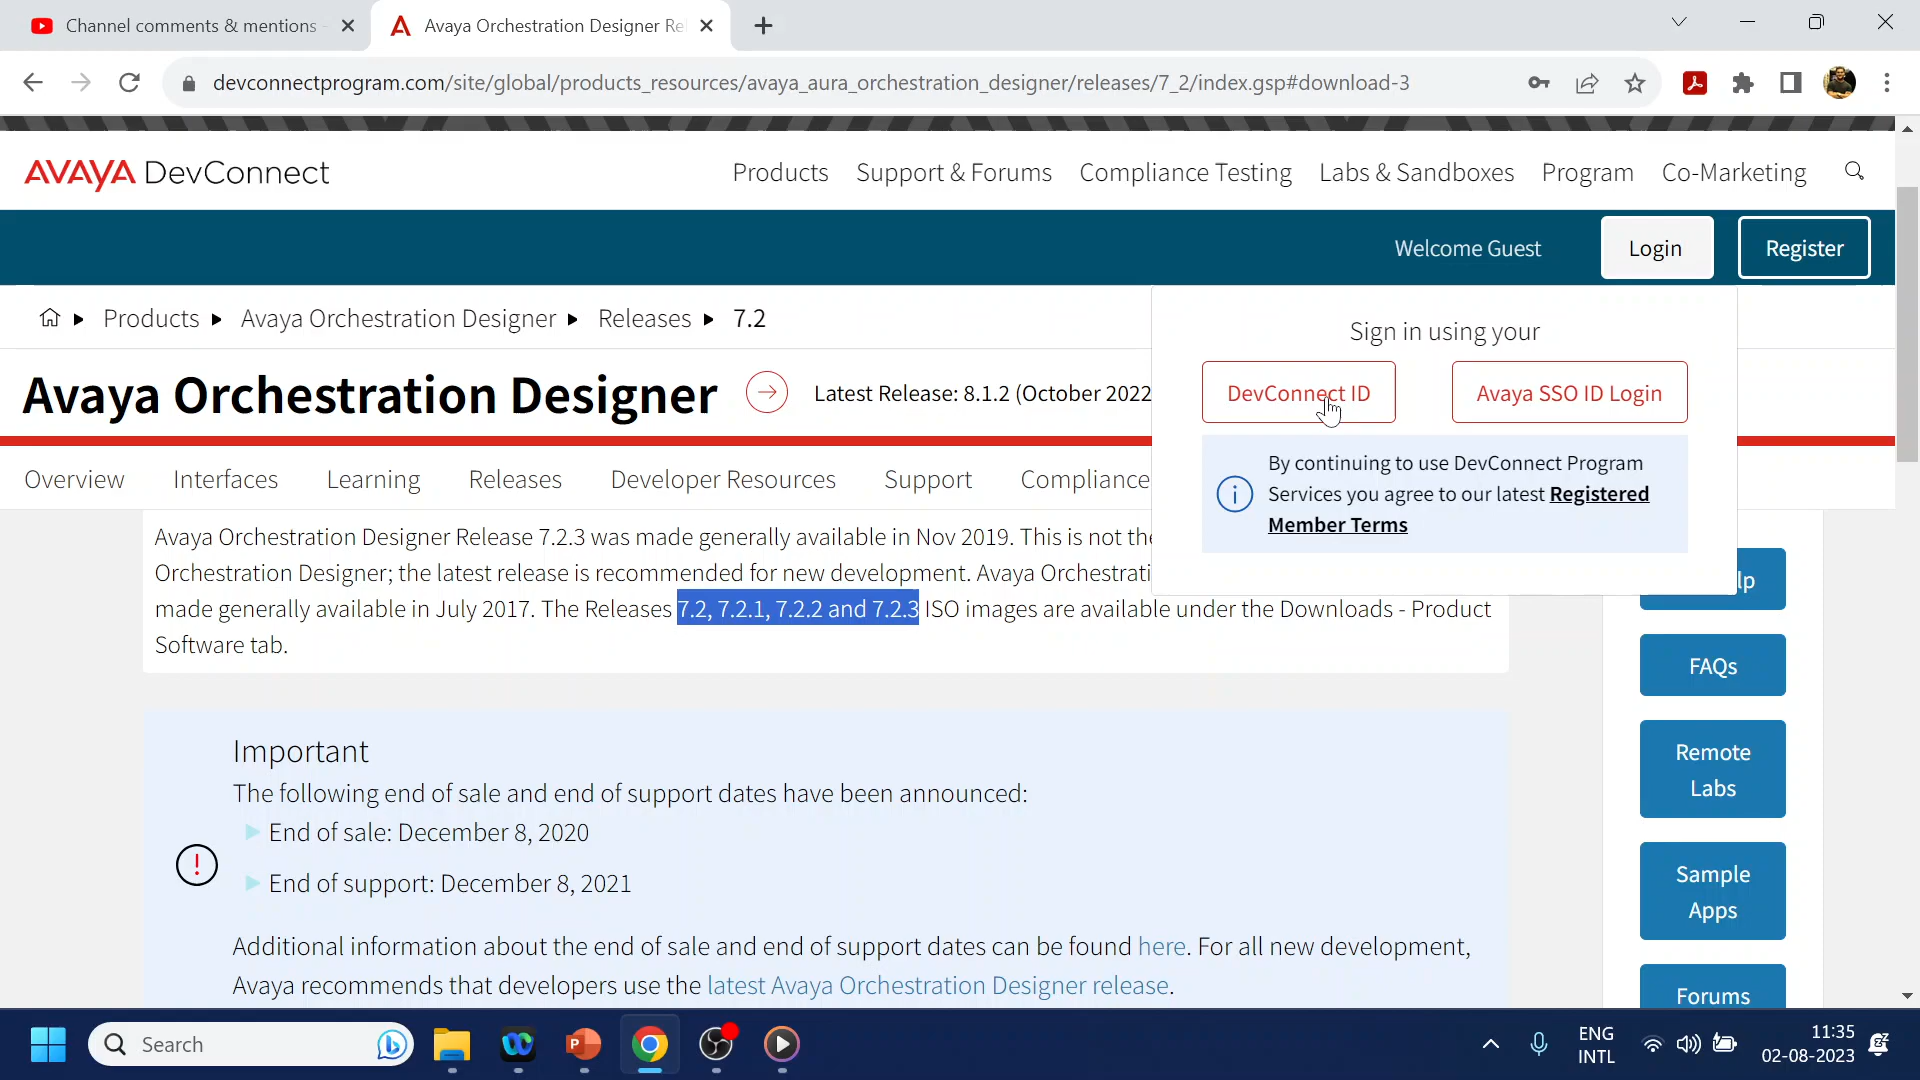 Channel comments & mentions -
Avaya Orchestration Designer Re
devconnectprogram.com/site/global/products_resources/avaya_aura_orchestration_designer/releases/7_2/index.gsp#download-3
AVAYA DevConnect
Products
Support & Forums
Compliance Testing
Labs & Sandboxes
Program
Co-Marketing
Welcome Guest
Login
Register
Products
Avaya Orchestration Designer
Releases
7.2
Sign in using your
DevConnect ID
Avaya SSO ID Login
By continuing to use DevConnect Program
Services you agree to our latest Registered
Member Terms
Avaya Orchestration Designer
Latest Release: 8.1.2 (October 2022
Overview
Interfaces
Learning
Releases
Developer Resources
Support
Compliance
Avaya Orchestration Designer Release 7.2.3 was made generally available in Nov 2019. This is not the
Orchestration Designer; the latest release is recommended for new development. Avaya Orchestrati
made generally available in July 2017. The Releases 7.2, 7.2.1, 7.2.2 and 7.2.3 ISO images are available under the Downloads - Product
Software tab.
lp
FAQs
Remote
Labs
Sample
Apps
Forums
Important
The following end of sale and end of support dates have been announced:
End of sale: December 8, 2020
End of support: December 8, 2021
Additional information about the end of sale and end of support dates can be found here. For all new development,
Avaya recommends that developers use the latest Avaya Orchestration Designer release.
Search
ENG
INTL
11:35
02-08-2023